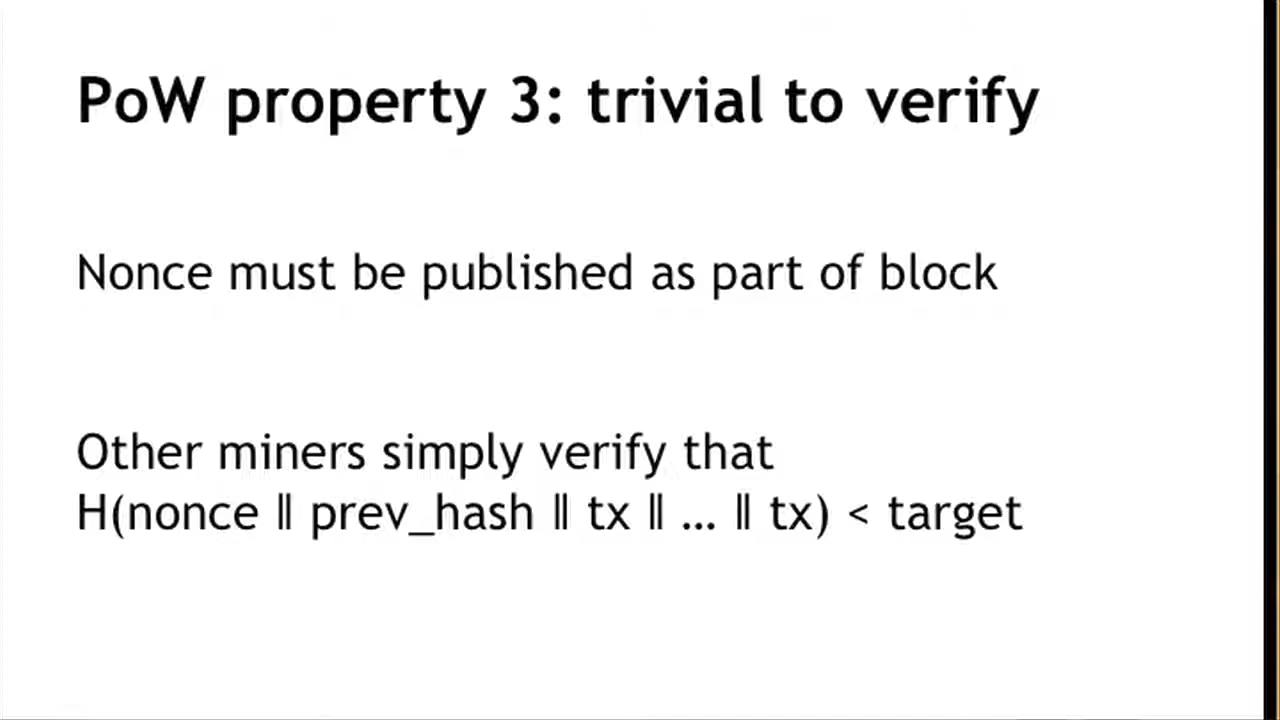 PoW property 3: trivial to verify
Nonce must be published as part of block
Other miners simply verify that
H(nonce ‖ prev_hash ‖ tx ‖ … ‖ tx) < target